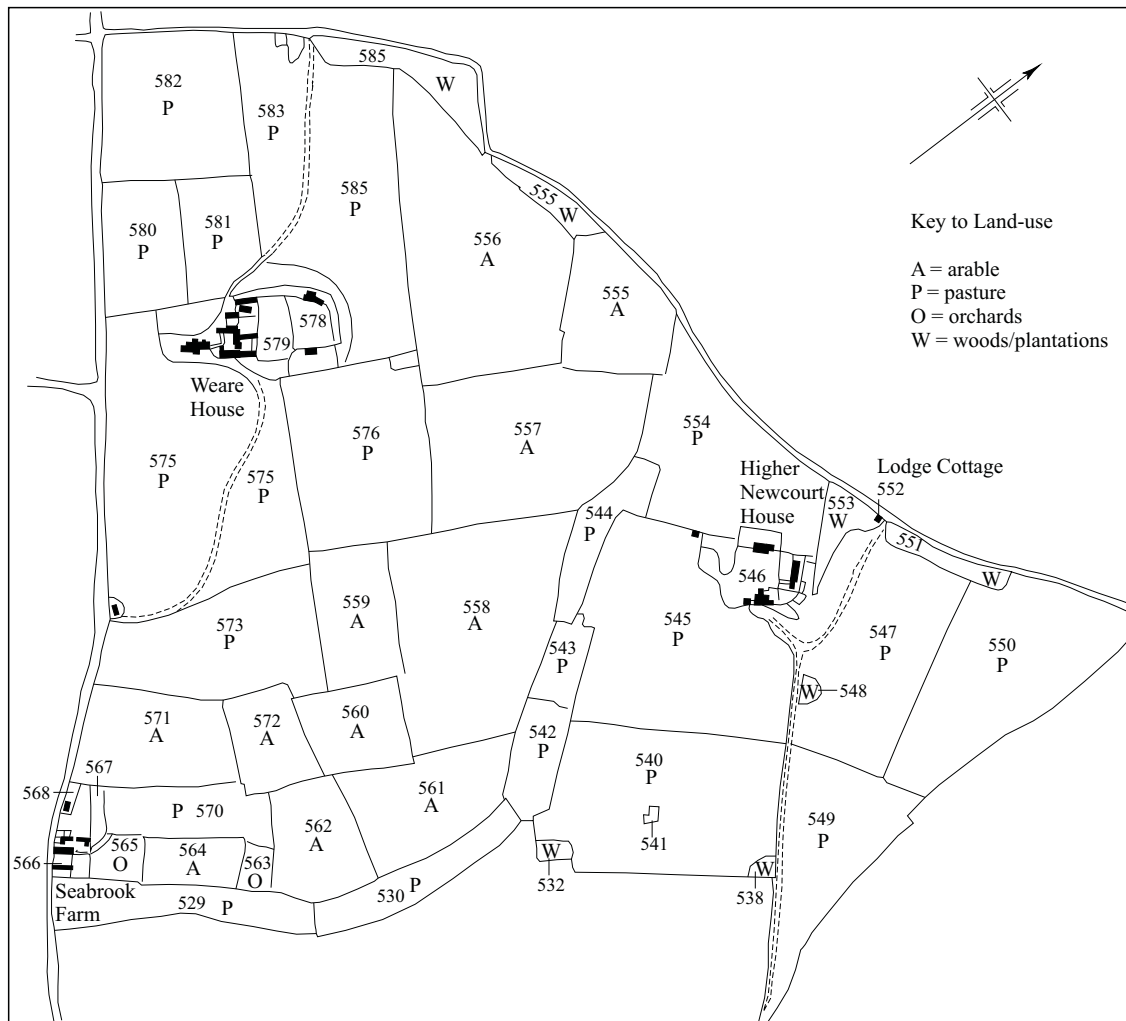 585
W
582
P
583
P
555
W
585
P
581
P
580
P
556
A
555
A
578
579
Weare
House
576
P
557
A
554
P
575
P
575
P
Higher
Newcourt
House
Lodge Cottage
552
553
W
551
W
544
P
546
559
A
558
A
545
P
573
P
543
P
547
P
550
P
W
548
571
A
572
A
560
A
542
P
540
P
567
568
P 570
561
A
541
549
P
562
A
565
O
564
A
563
O
566
W
532
W
538
Seabrook
Farm
529 P
530 P
Key to Land-use
A = arable
P = pasture
O = orchards
W = woods/plantations